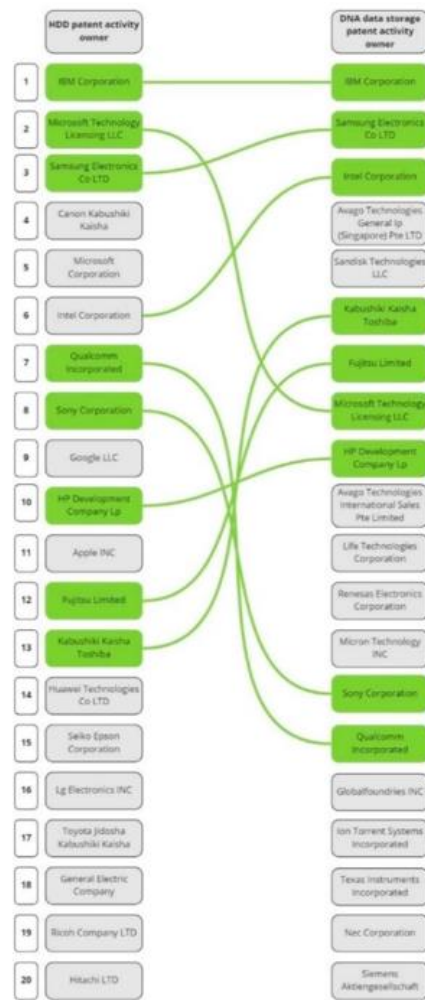 HDD patent activity
owner
DNA data storage
patent activity
owner
1
IBM Corporation
IBM Corporation
2
Microsoft Technology
Licensing LLC
Samsung Electronics
Co LTD
3
Samsung Electronics
Co LTD
Intel Corporation
4
Canon Kabushiki
Kaisha
Avago Technologies
General Ip
(Singapore) Pte LTD
5
Microsoft
Corporation
Sandisk Technologies
LLC
6
Intel Corporation
Kabushiki Kaisha
Toshiba
7
Qualcomm
Incorporated
Fujitsu Limited
8
Sony Corporation
Microsoft Technology
Licensing LLC
9
Google LLC
HP Development
Company Lp
10
HP Development
Company Lp
Avago Technologies
International Sales
Pte Limited
11
Apple INC
Life Technologies
Corporation
12
Fujitsu Limited
Renesas Electronics
Corporation
13
Kabushiki Kaisha
Toshiba
Micron Technology
INC
14
Huawei Technologies
Co LTD
Sony Corporation
15
Seiko Epson
Corporation
Qualcomm
Incorporated
16
Lg Electronics INC
Globalfoundries INC
17
Toyota Jidosha
Kabushiki Kaisha
Ion Torrent Systems
Incorporated
18
General Electric
Company
Texas Instruments
Incorporated
19
Ricoh Company LTD
Nec Corporation
20
Hitachi LTD
Siemens
Aktiengesellschaft